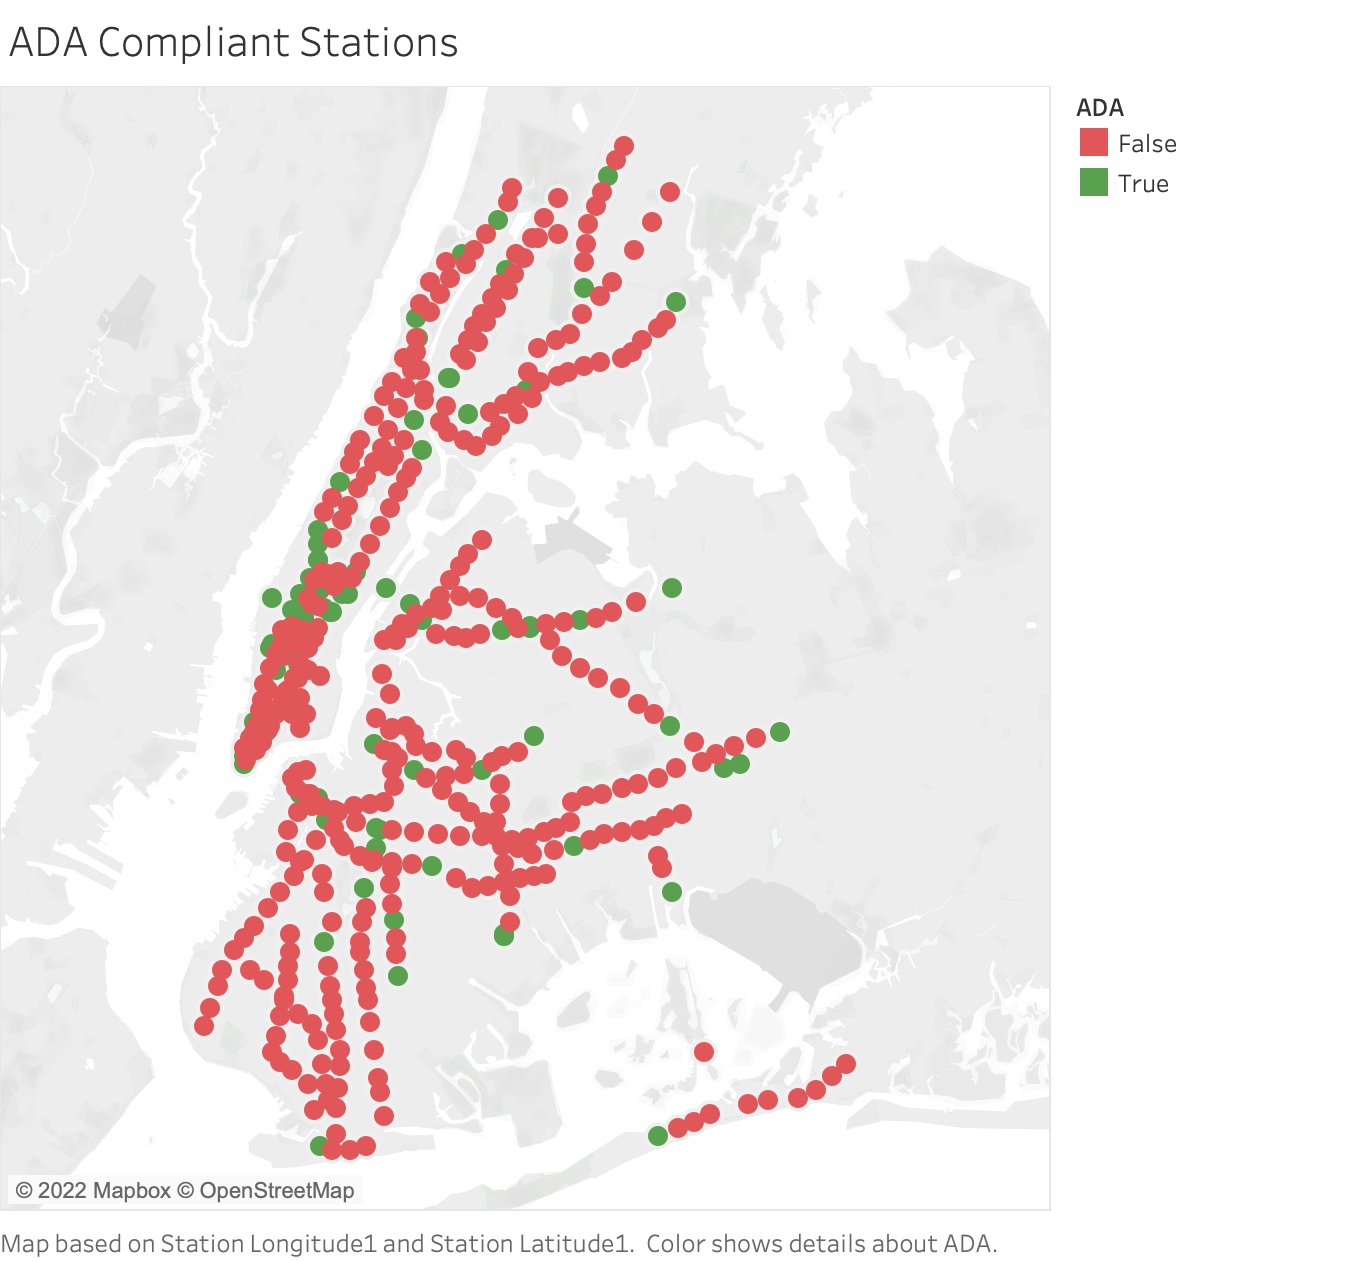 ADA Compliant Stations
ADA
False
True
© 2022 Mapbox © OpenStreetMap
Map based on Station Longitude1 and Station Latitude1.  Color shows details about ADA.